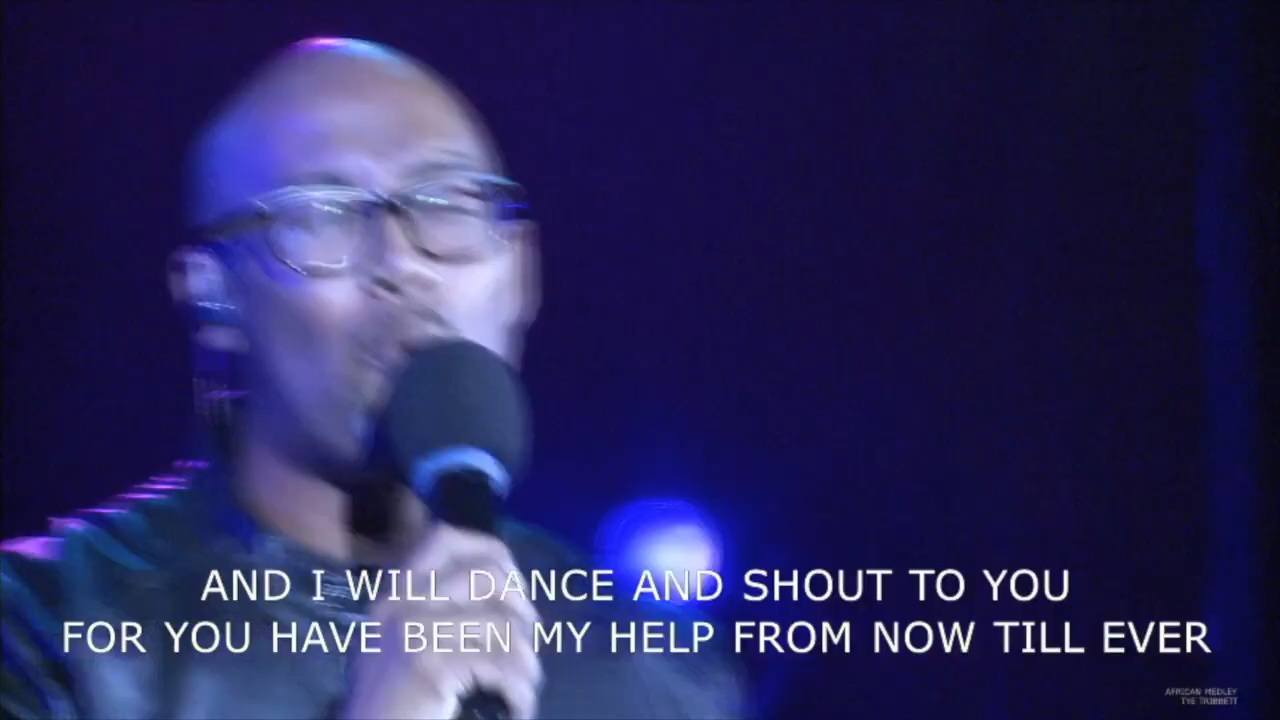 AND I WILL DANCE AND SHOUT TO YOU
FOR YOU HAVE BEEN MY HELP FROM NOW TILL EVER
AFRICAN MEDLEY
TYE TRIBBETT